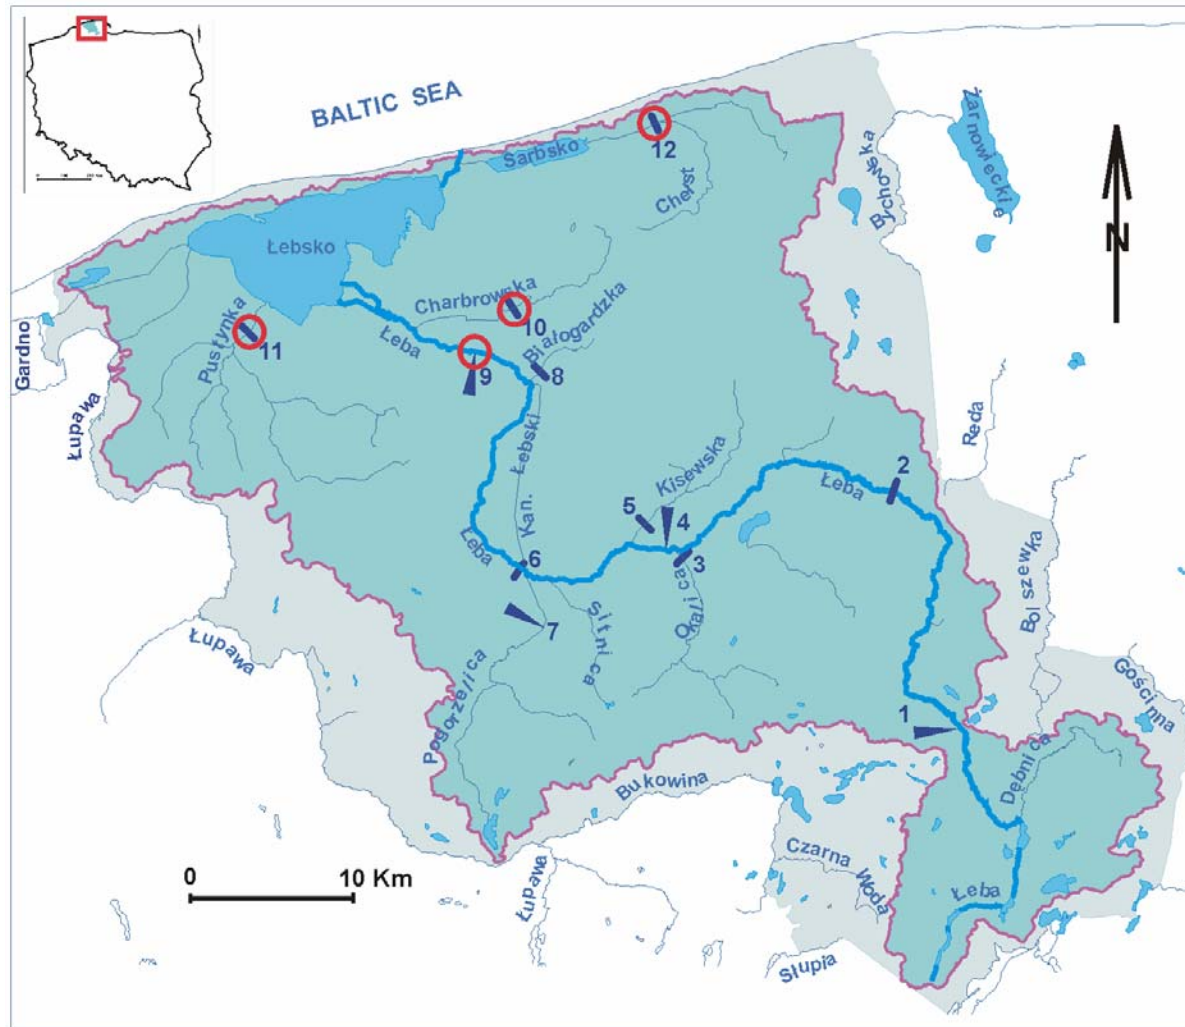 BALTIC SEA
Żarnowieckie
12
Sarbsko
Bychowska
Chełst
N
Łebsko
Charbrowska
10
Białogardzka
Pustynka
11
Łeba
Gardno
9
8
Łupawa
Reda
Łebski
Kisewska
2
Łeba
Kan.
5
4
Łeba
6
3
Bolszewka
Okalica
Sitnica
7
Łupawa
Gościnna
Pogorzelica
1
Dębnica
Bukowina
0 10 Km
Czarna Woda
Łupawa
Łeba
Słupia